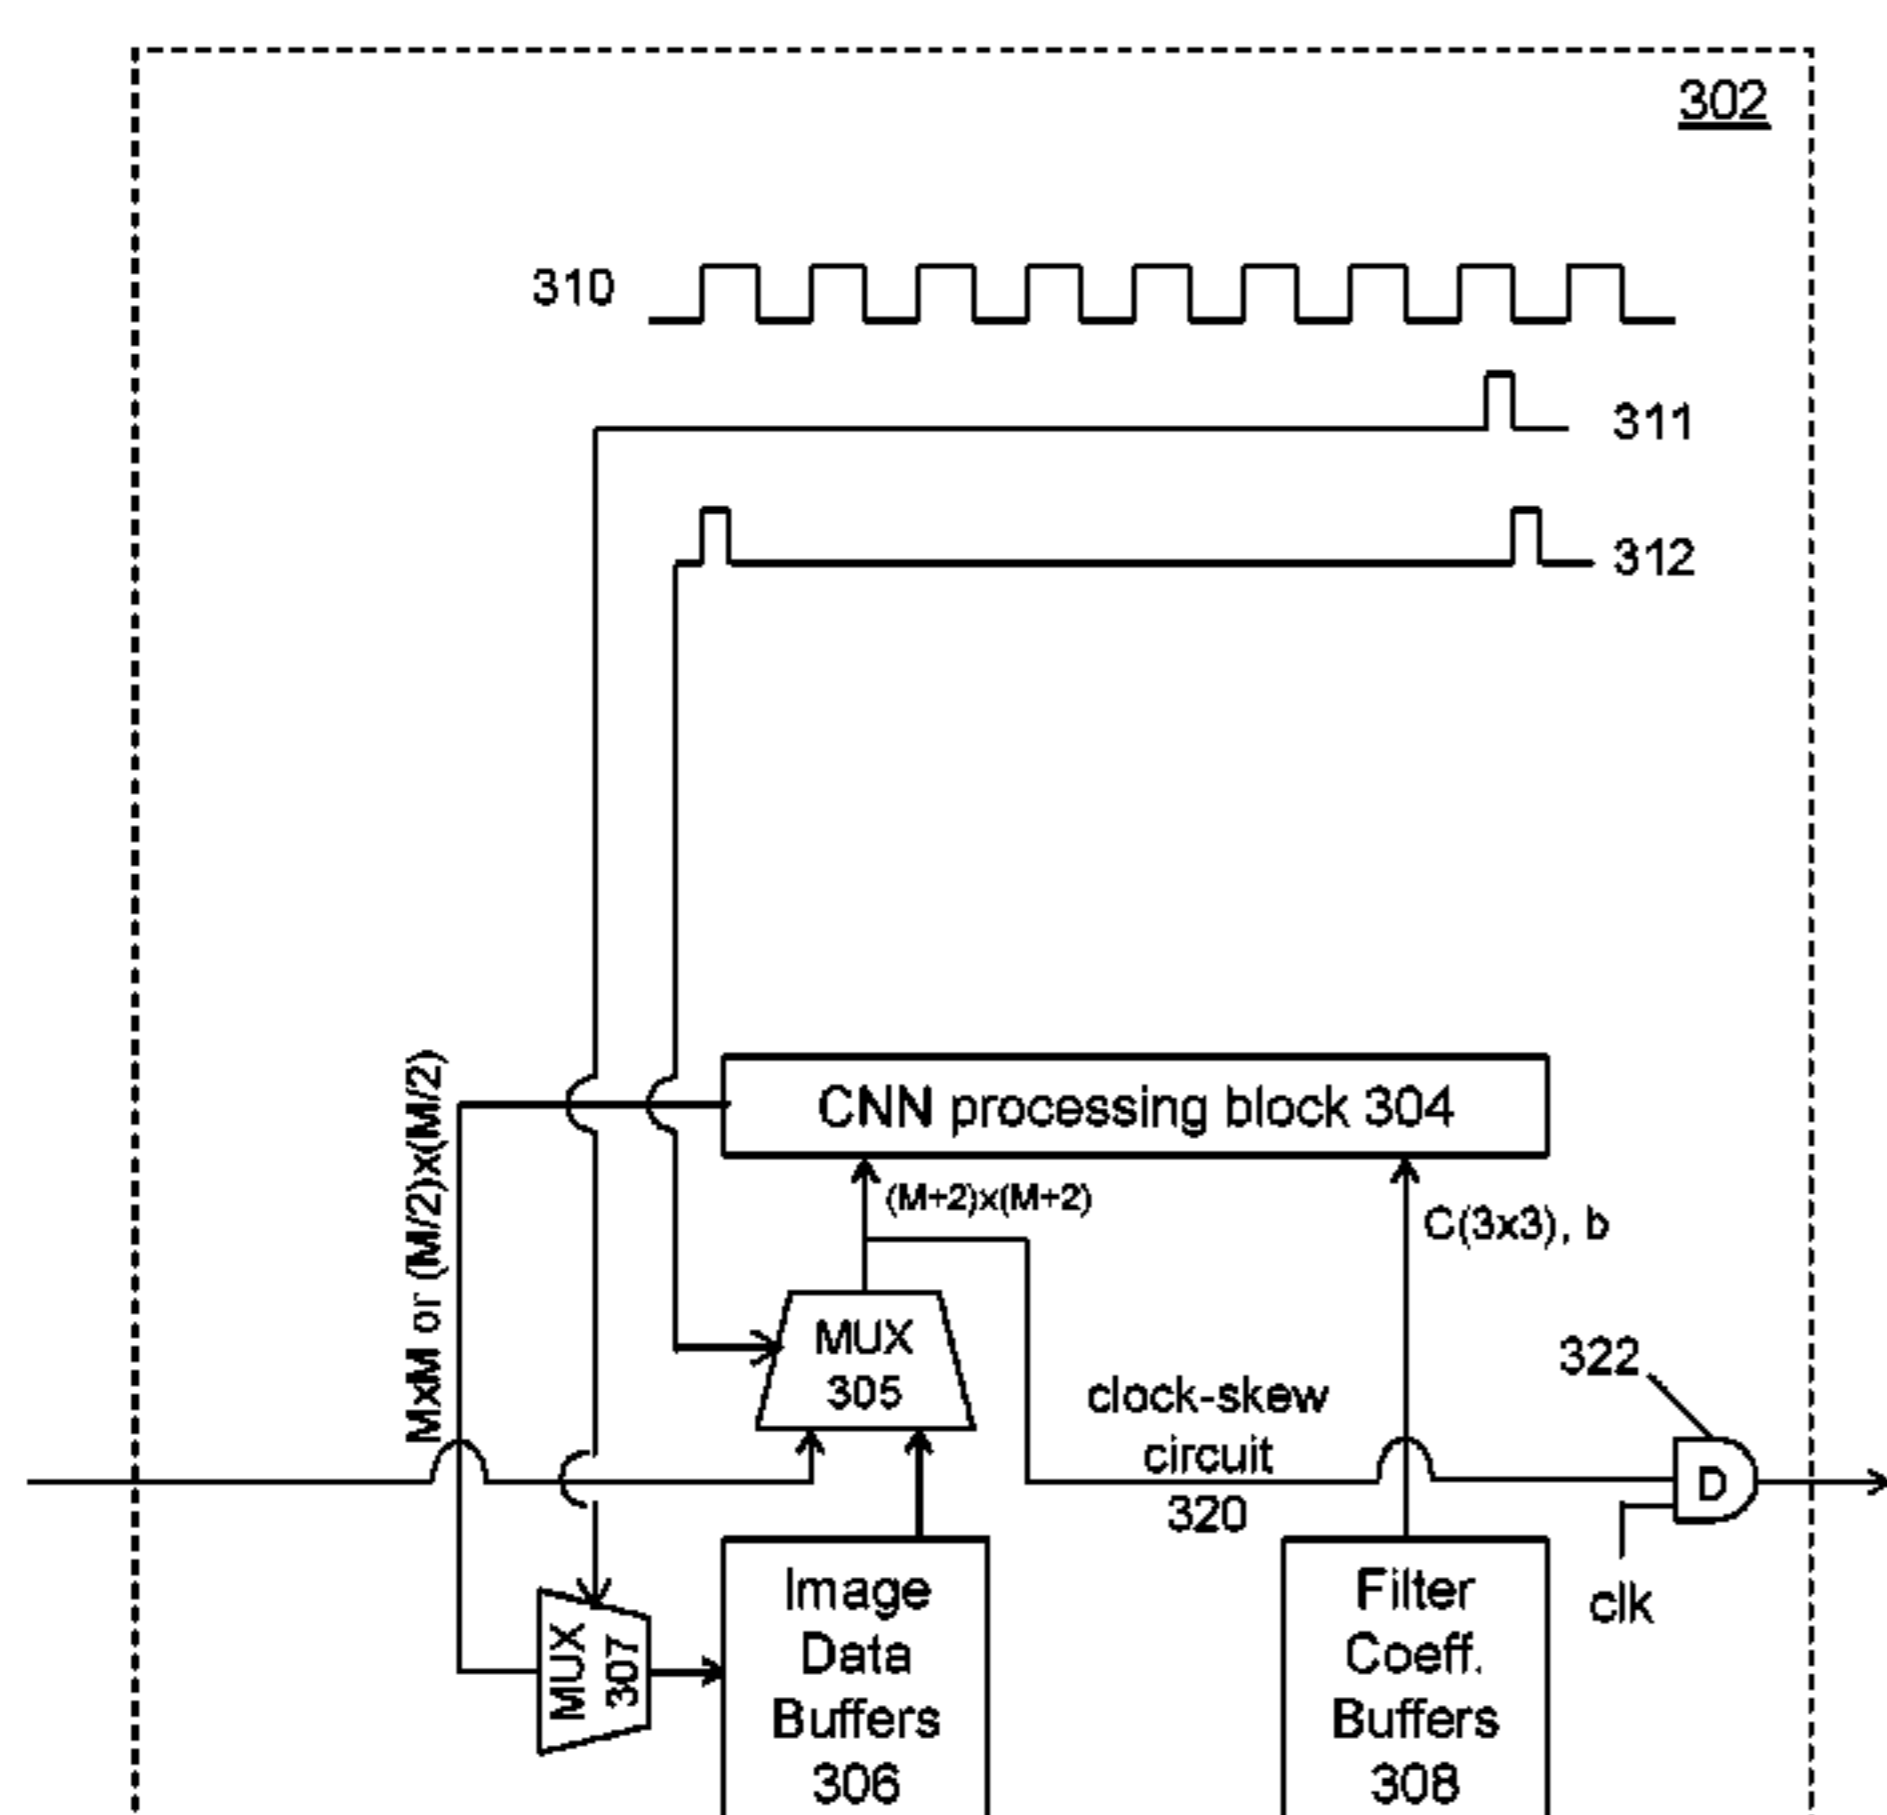 302
310
311
312
MxM or (M/2)x(M/2)
CNN processing block 304
(M+2)x(M+2)
C(3x3), b
MUX
305
clock-skew
circuit
320
322
D
clk
MUX
307
Image
Data
Buffers
306
Filter
Coeff.
Buffers
308